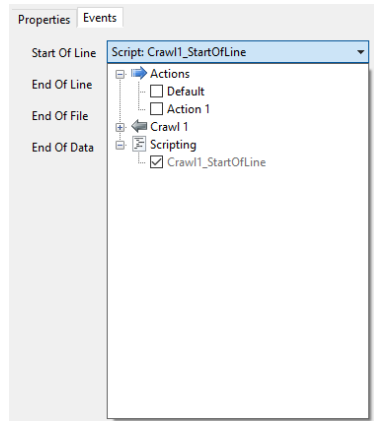 Properties Events
Start Of Line Script: Crawl1_StartOfLine
Actions
End Of Line
Default
Action 1
End Of File
Crawl 1
End Of Data
Scripting
Crawl1_StartOfLine